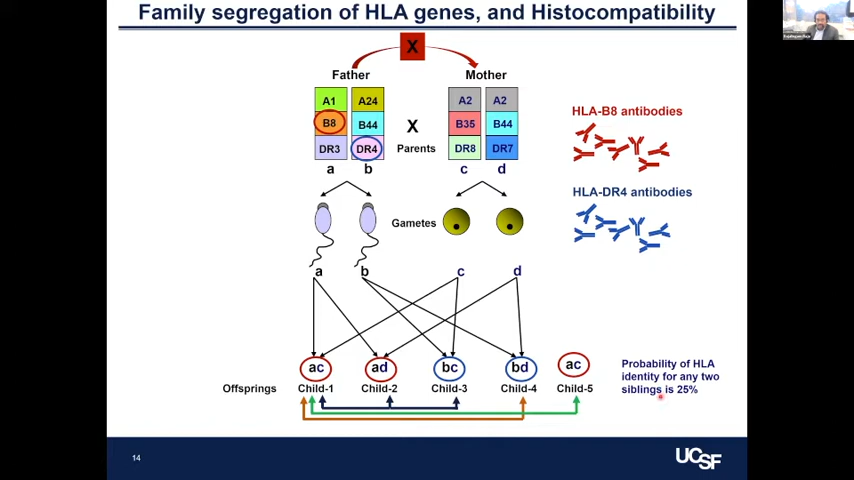 Family segregation of HLA genes, and Histocompatibility
X
Father
Mother
A1 A24
A2 A2
B8 B44
X
B35 B44
DR3 DR4
Parents
DR8 DR7
a b
c d
HLA-B8 antibodies
HLA-DR4 antibodies
Gametes
a b c d
ac ad bc bd ac
Offsprings Child-1 Child-2 Child-3 Child-4 Child-5
Probability of HLA
identity for any two
siblings is 25%
14
UCSF